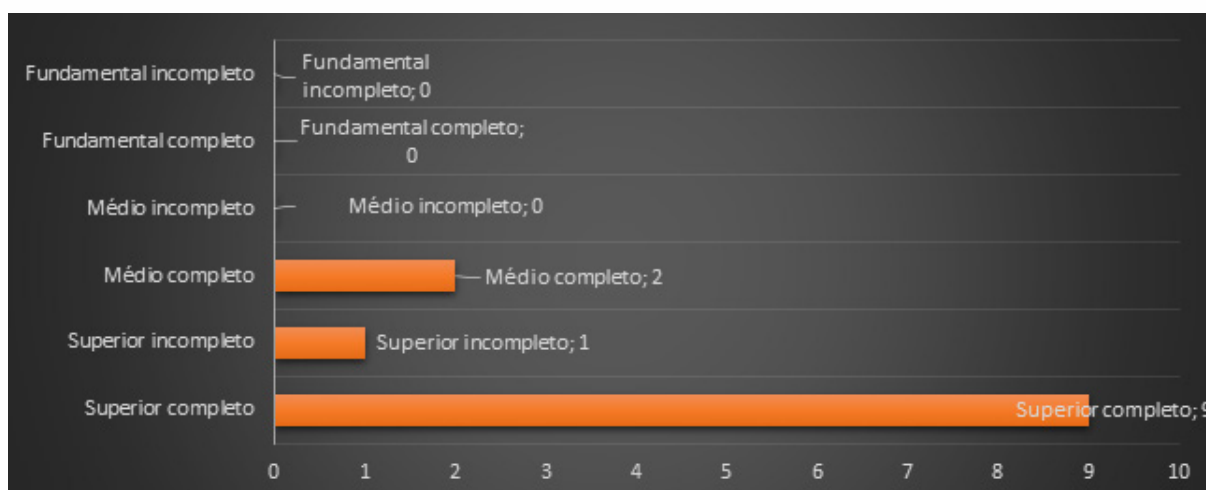 Fundamental incompleto
Fundamental
incompleto; 0
Fundamental completo
Fundamental completo;
0
Médio incompleto
Médio incompleto; 0
Médio completo
Médio completo; 2
Superior incompleto
Superior incompleto; 1
Superior completo
Superior completo; 9
0 1 2 3 4 5 6 7 8 9 10